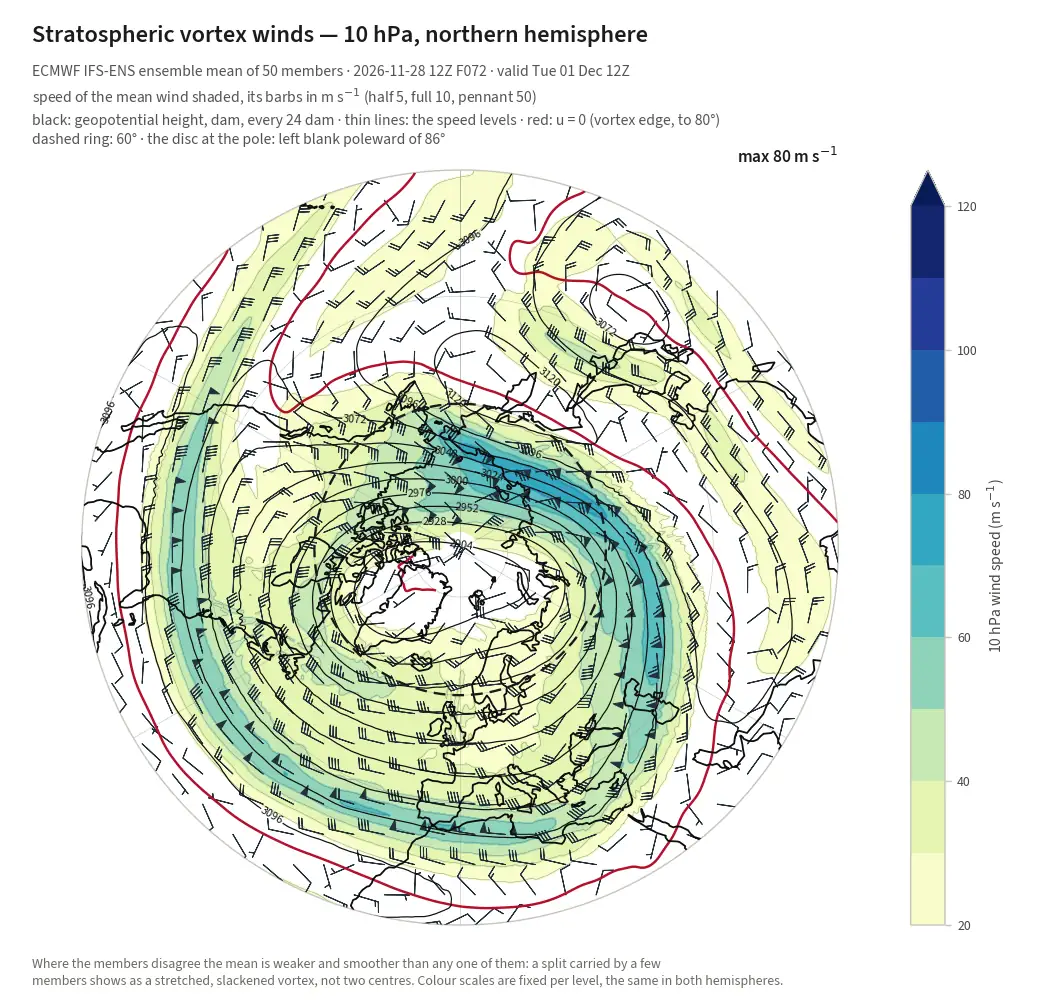 Stratospheric vortex winds — 10 hPa, northern hemisphere
ECMWF IFS-ENS ensemble mean of 50 members · 2026-11-28 12Z F072 · valid Tue 01 Dec 12Z
speed of the mean wind shaded, its barbs in m s⁻¹ (half 5, full 10, pennant 50)
black: geopotential height, dam, every 24 dam · thin lines: the speed levels · red: u = 0 (vortex edge, to 80°)
dashed ring: 60° · the disc at the pole: left blank poleward of 86°
max 80 m s⁻¹
120
100
80
60
40
20
10 hPa wind speed (m s⁻¹)
3096
3072
3120
3096
3072
3096
3096
3048
3000
2976
2952
2928
3096
3096
Where the members disagree the mean is weaker and smoother than any one of them: a split carried by a few
members shows as a stretched, slackened vortex, not two centres. Colour scales are fixed per level, the same in both hemispheres.